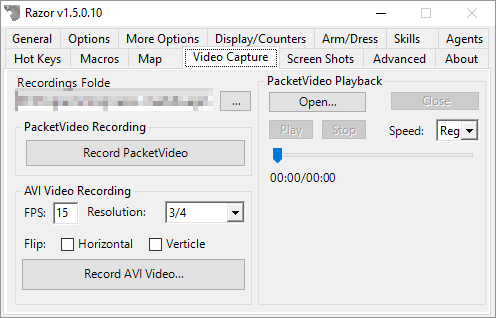 Razor v1.5.0.10
General Options More Options Display/Counters Arm/Dress Skills Agents
Hot Keys Macros Map Video Capture Screen Shots Advanced About
Recordings Folde
...
PacketVideo Recording
Record PacketVideo
AVI Video Recording
FPS: 15 Resolution: 3/4
Flip: Horizontal Verticle
Record AVI Video...
PacketVideo Playback
Open... Close
Play Stop Speed: Reg
00:00/00:00